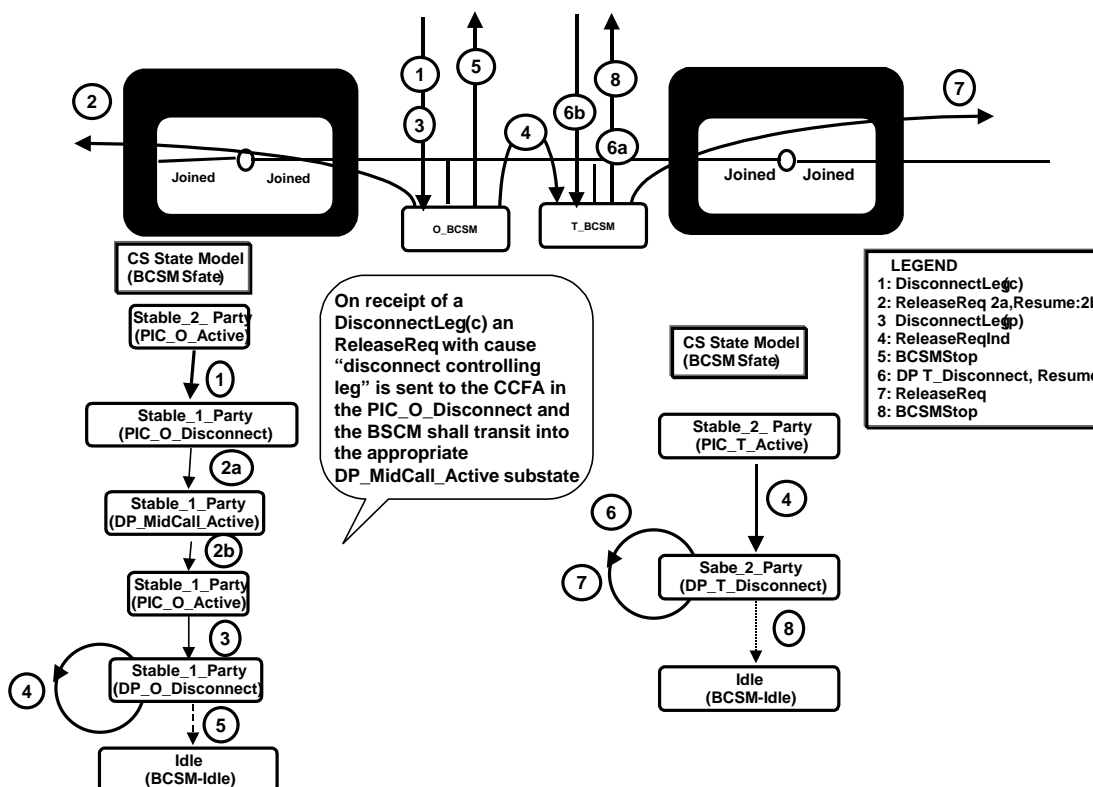 1
5
8
2
7
3
4
6b
6a
Joined
Joined
Joined
Joined
O_BCSM
T_BCSM
CS State Model
(BCSM Sfate)
Stable_2_ Party
(PIC_O_Active)
1
Stable_1_Party
(PIC_O_Disconnect)
2a
Stable_1_Party
(DP_MidCall_Active)
2b
Stable_1_Party
(PIC_O_Active)
3
Stable_1_Party
(DP_O_Disconnect)
4
5
Idle
(BCSM-Idle)
On receipt of a
DisconnectLeg(c) an
ReleaseReq with cause
“disconnect controlling
leg” is sent to the CCFA in
the PIC_O_Disconnect and
the BSCM shall transit into
the appropriate
DP_MidCall_Active substate
CS State Model
(BCSM Sfate)
Stable_2_ Party
(PIC_T_Active)
4
6
7
Sabe_2_Party
(DP_T_Disconnect)
8
Idle
(BCSM-Idle)
LEGEND
1: DisconnectLeg(c)
2: ReleaseReq 2a,Resume:2
3 DisconnectLeg(p)
4: ReleaseReqInd
5: BCSMStop
6: DP T_Disconnect, Resume
7: ReleaseReq
8: BCSMStop